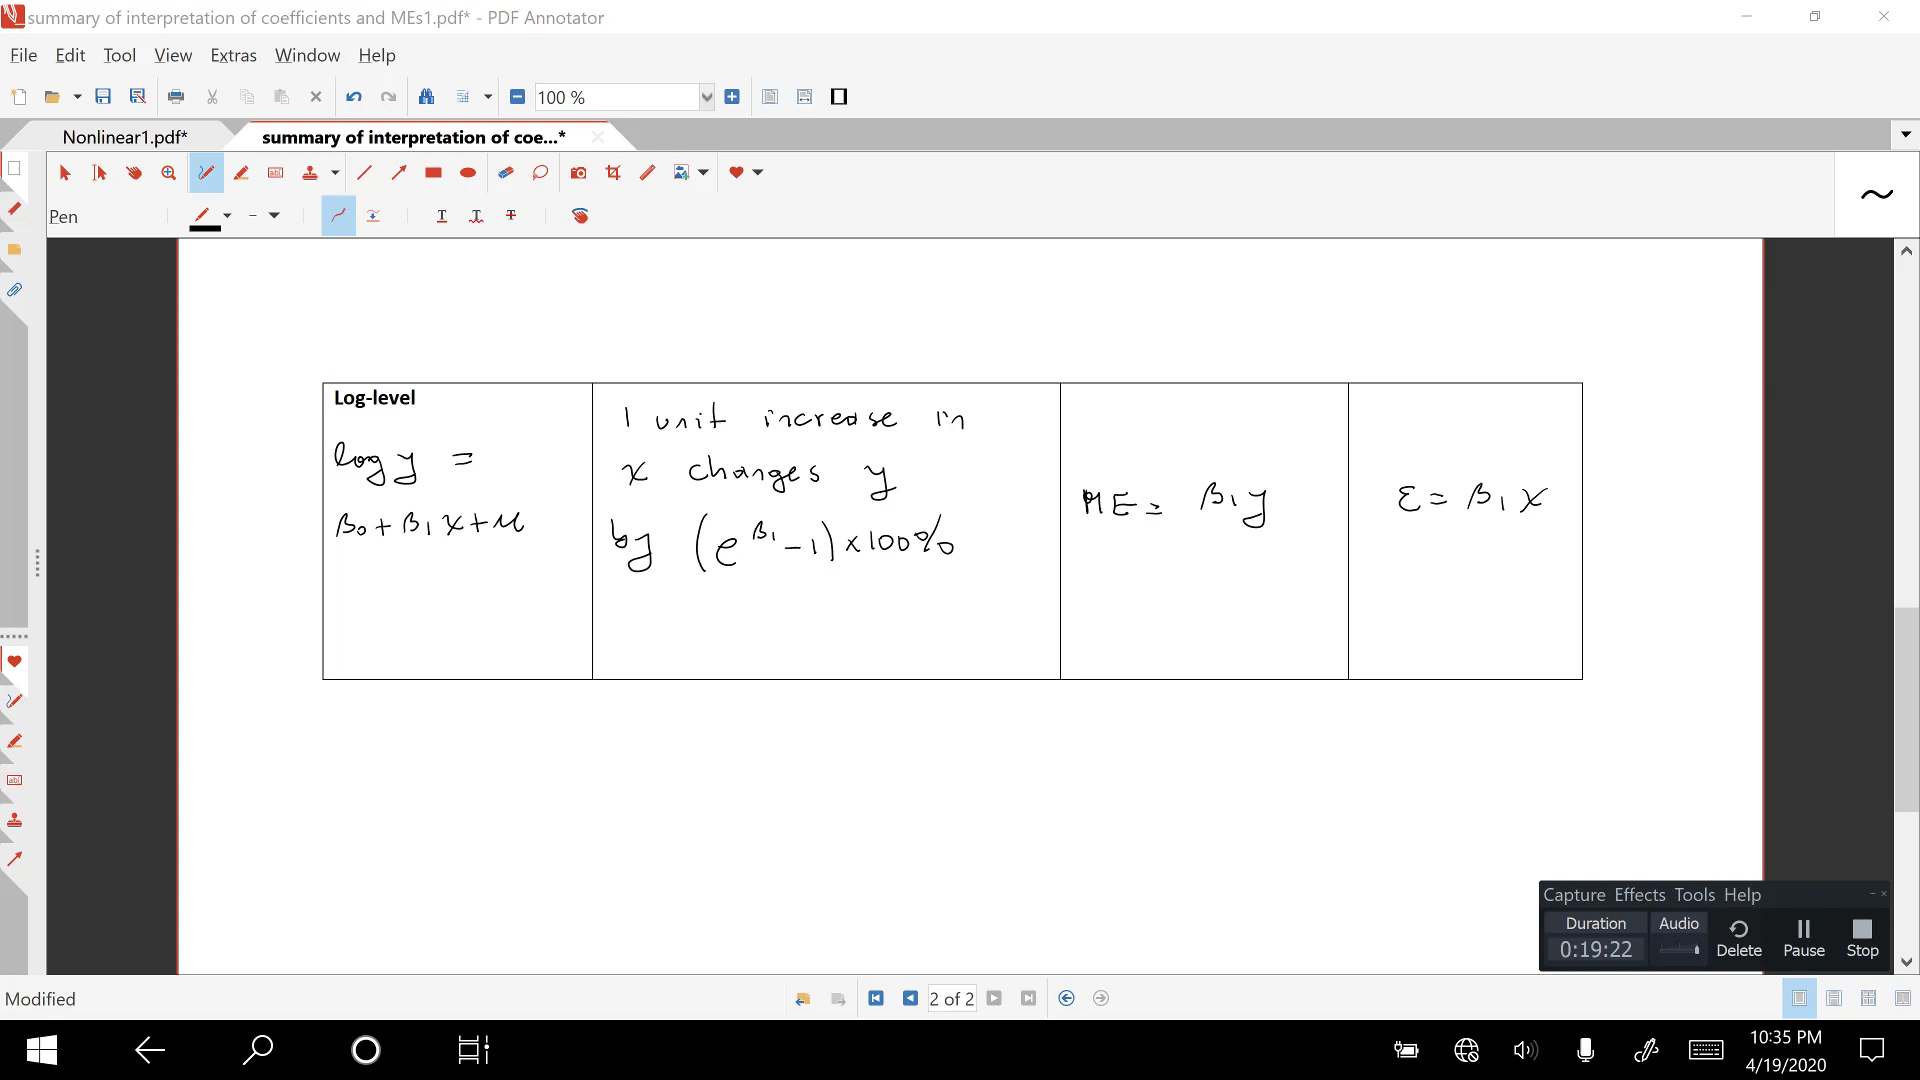 summary of interpretation of coefficients and MEs1.pdf* - PDF Annotator
File Edit Tool View Extras Window Help
100 %
Nonlinear1.pdf*
summary of interpretation of coe...*
Pen
Log-level
log y =
β0 + β1 x + u
1 unit increase in
x changes y
by (e^β1 - 1) × 100%
ME = β1 y
ε = β1 x
Capture Effects Tools Help
Duration
Audio
0:19:22
Delete
Pause
Stop
Modified
2 of 2
10:35 PM
4/19/2020